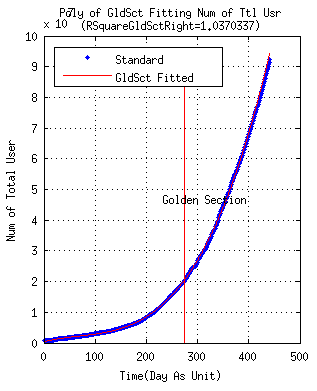 Poly of GldSct Fitting Num of Ttl Usr
(RSquareGldSctRight=1.0370337)
x 10^7
Standard
GldSct Fitted
Golden Section
Num of Total User
10
9
8
7
6
5
4
3
2
1
0
0 100 200 300 400 500
Time(Day As Unit)